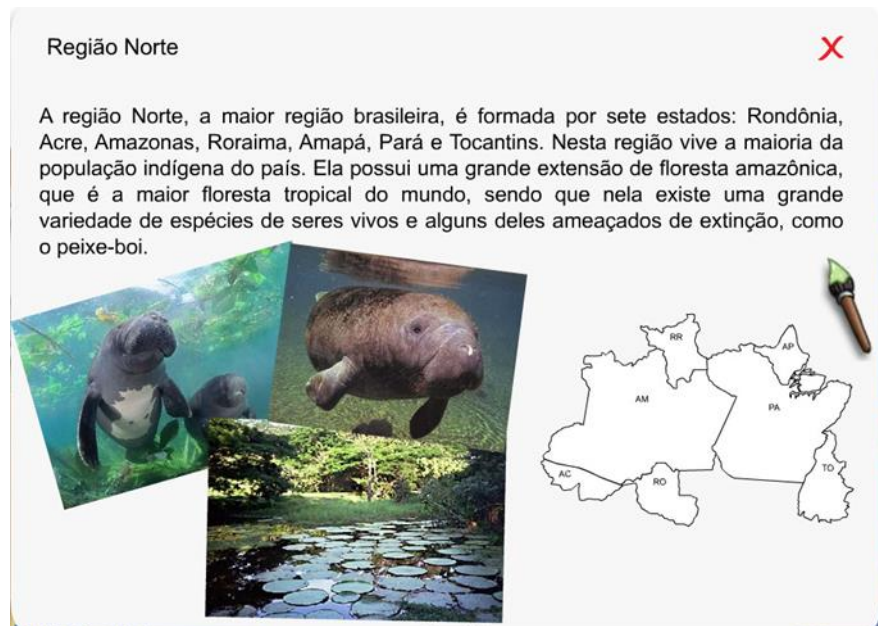 Região Norte
X
A região Norte, a maior região brasileira, é formada por sete estados: Rondônia,
Acre, Amazonas, Roraima, Amapá, Pará e Tocantins. Nesta região vive a maioria da
população indígena do país. Ela possui uma grande extensão de floresta amazônica,
que é a maior floresta tropical do mundo, sendo que nela existe uma grande
variedade de espécies de seres vivos e alguns deles ameaçados de extinção, como
o peixe-boi.
RR
AP
AM
PA
AC
RO
TO